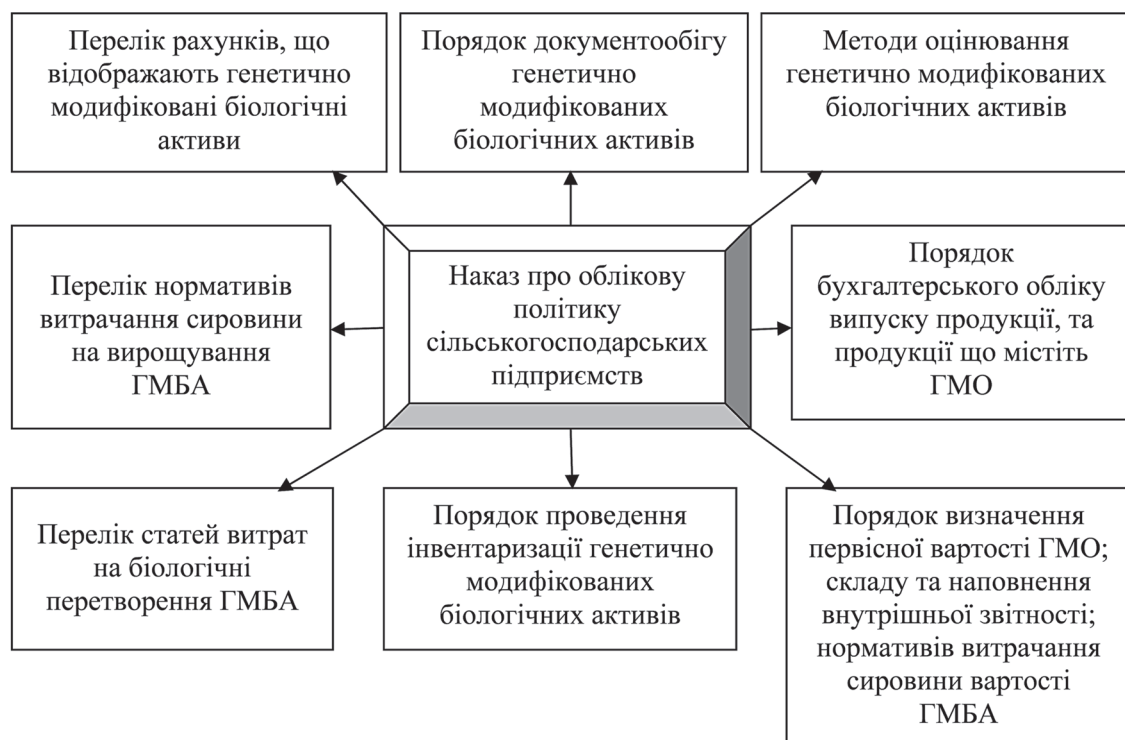 Перелік рахунків, що
відображають генетично
модифіковані біологічні
активи
Порядок документообігу
генетично
модифікованих
біологічних активів
Методи оцінювання
генетично модифікованих
біологічних активів
Перелік нормативів
витрачання сировини
на вирощування
ГМБА
Наказ про облікову
політику
сільськогосподарських
підприємств
Порядок
бухгалтерського обліку
випуску продукції, та
продукції що містіть
ГМО
Перелік статей витрат
на біологічні
перетворення ГМБА
Порядок проведення
інвентаризації генетично
модифікованих
біологічних активів
Порядок визначення
первісної вартості ГМО;
складу та наповнення
внутрішньої звітності;
нормативів витрачання
сировини вартості
ГМБА